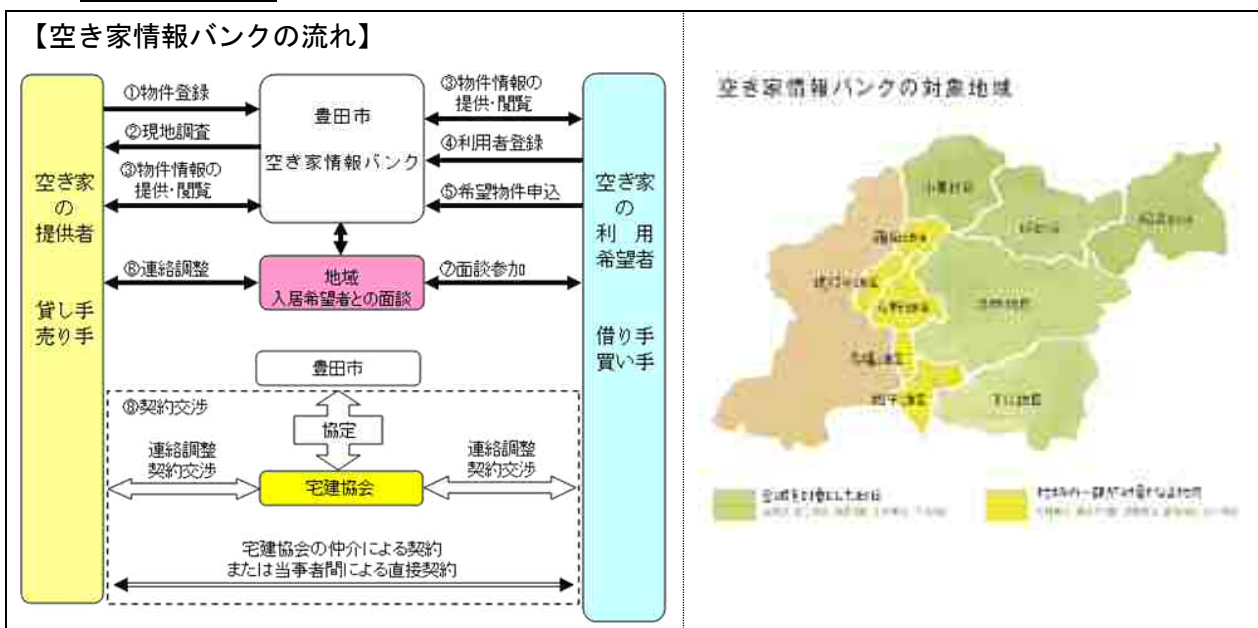 【空き家情報バンクの流れ】
①物件登録
②現地調査
③物件情報の
提供・閲覧
豊田市
空き家情報バンク
③物件情報の
提供・閲覧
④利用者登録
⑤希望物件申込
空き家
の
提供者
貸し手
売り手
空き家
の
利 用
希望者
借り手
買い手
⑥連絡調整
地域
入居希望者との面談
⑦面談参加
豊田市
⑧契約交渉
協定
連絡調整
契約交渉
宅建協会
連絡調整
契約交渉
宅建協会の仲介による契約
または当事者間による直接契約
空き家情報バンクの対象地域